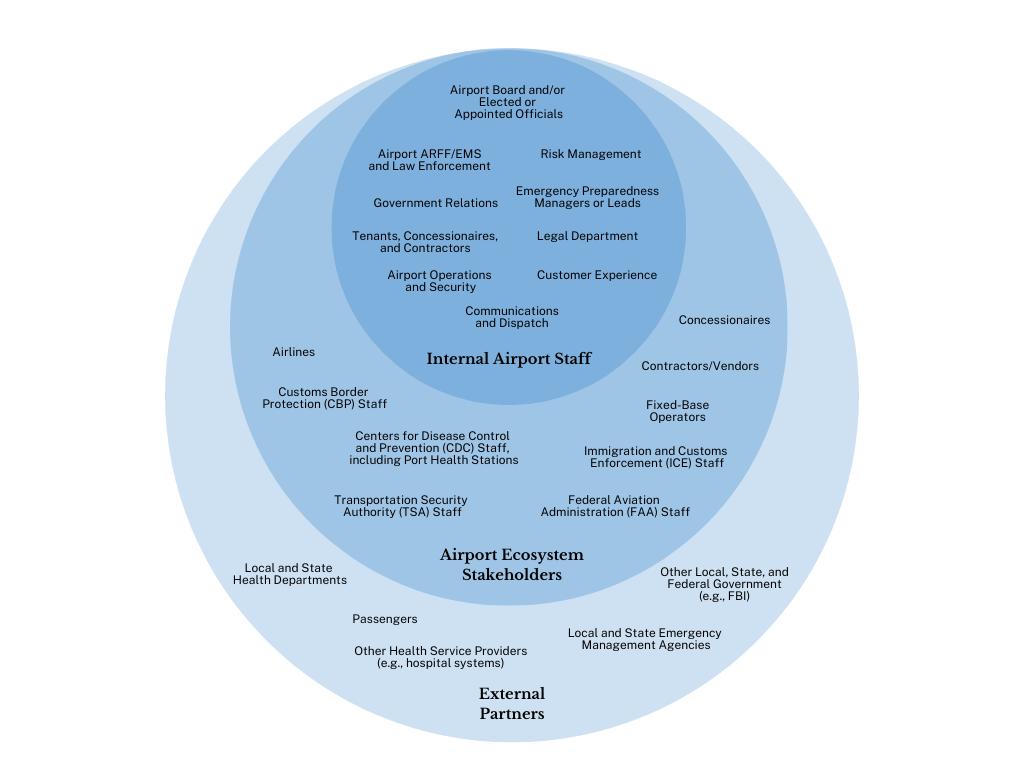 Airport Board and/or
Elected or
Appointed Officials
Airport ARFF/EMS
and Law Enforcement
Risk Management
Government Relations
Emergency Preparedness
Managers or Leads
Tenants, Concessionaires,
and Contractors
Legal Department
Airport Operations
and Security
Customer Experience
Communications
and Dispatch
Internal Airport Staff
Concessionaires
Airlines
Contractors/Vendors
Customs Border
Protection (CBP) Staff
Fixed-Base
Operators
Centers for Disease Control
and Prevention (CDC) Staff,
including Port Health Stations
Immigration and Customs
Enforcement (ICE) Staff
Transportation Security
Authority (TSA) Staff
Federal Aviation
Administration (FAA) Staff
Airport Ecosystem
Stakeholders
Local and State
Health Departments
Other Local, State, and
Federal Government
(e.g., FBI)
Passengers
Local and State Emergency
Management Agencies
Other Health Service Providers
(e.g., hospital systems)
External
Partners